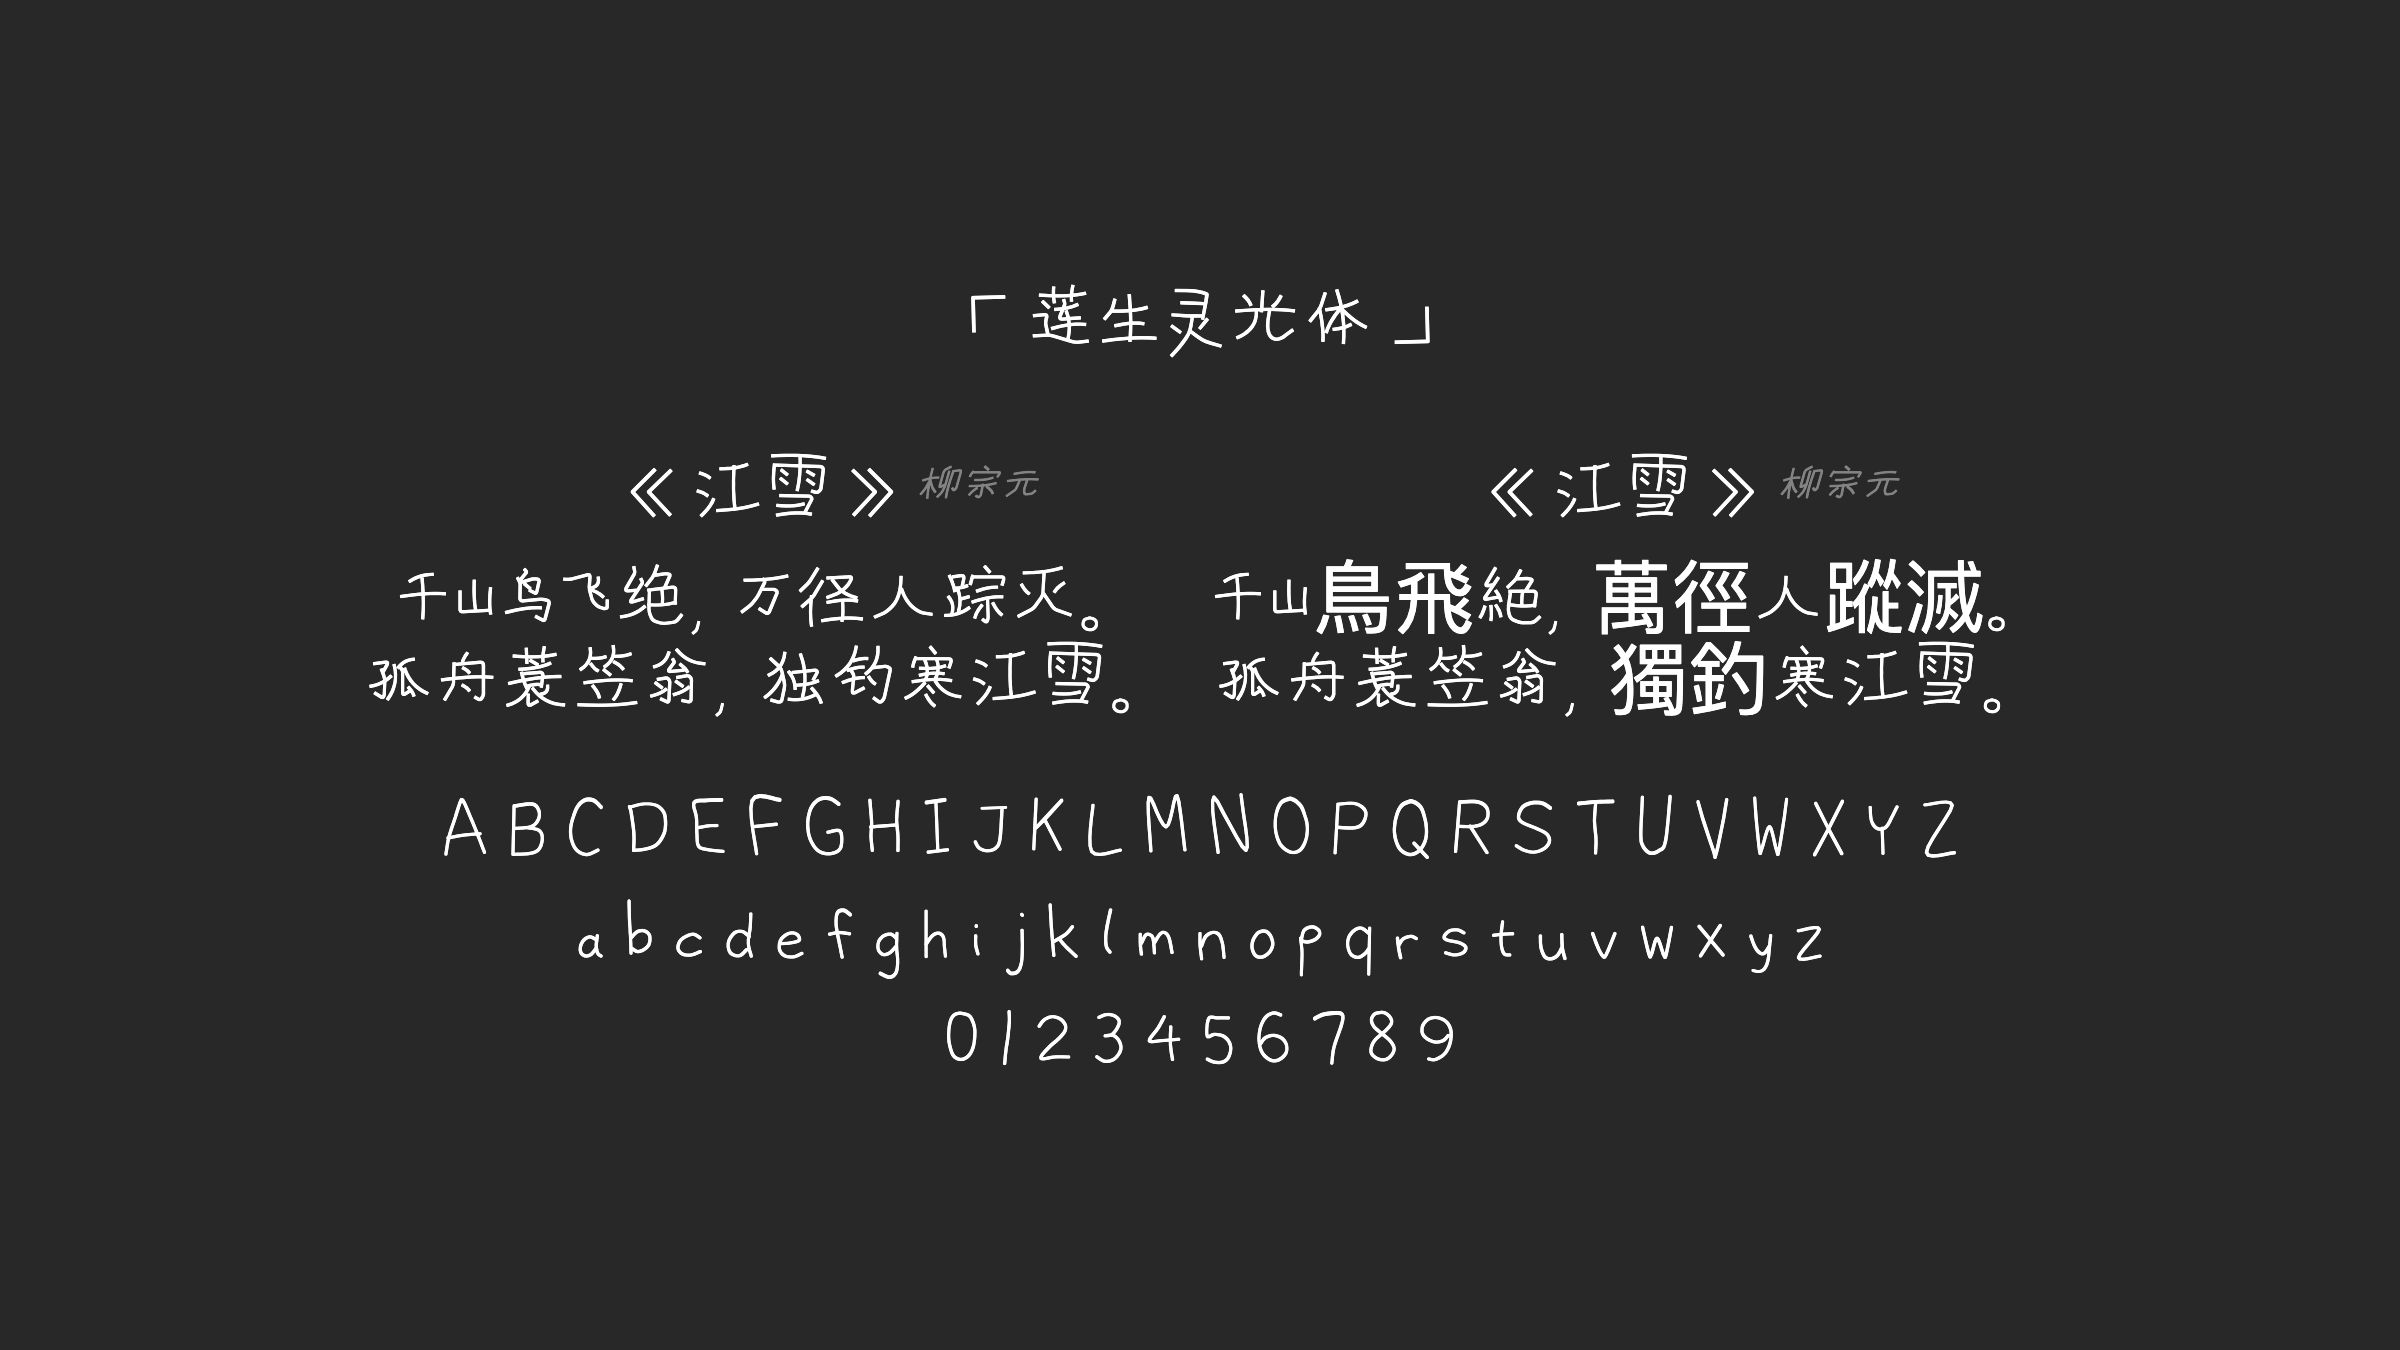 「莲生灵光体」
《江雪》柳宗元
千山鸟飞绝，万径人踪灭。
孤舟蓑笠翁，独钓寒江雪。
《江雪》柳宗元
千山鳥飛絶，萬徑人蹤滅。
孤舟蓑笠翁，獨釣寒江雪。
A B C D E F G H I J K L M N O P Q R S T U V W X Y Z
a b c d e f g h i j k l m n o p q r s t u v w x y z
0 1 2 3 4 5 6 7 8 9